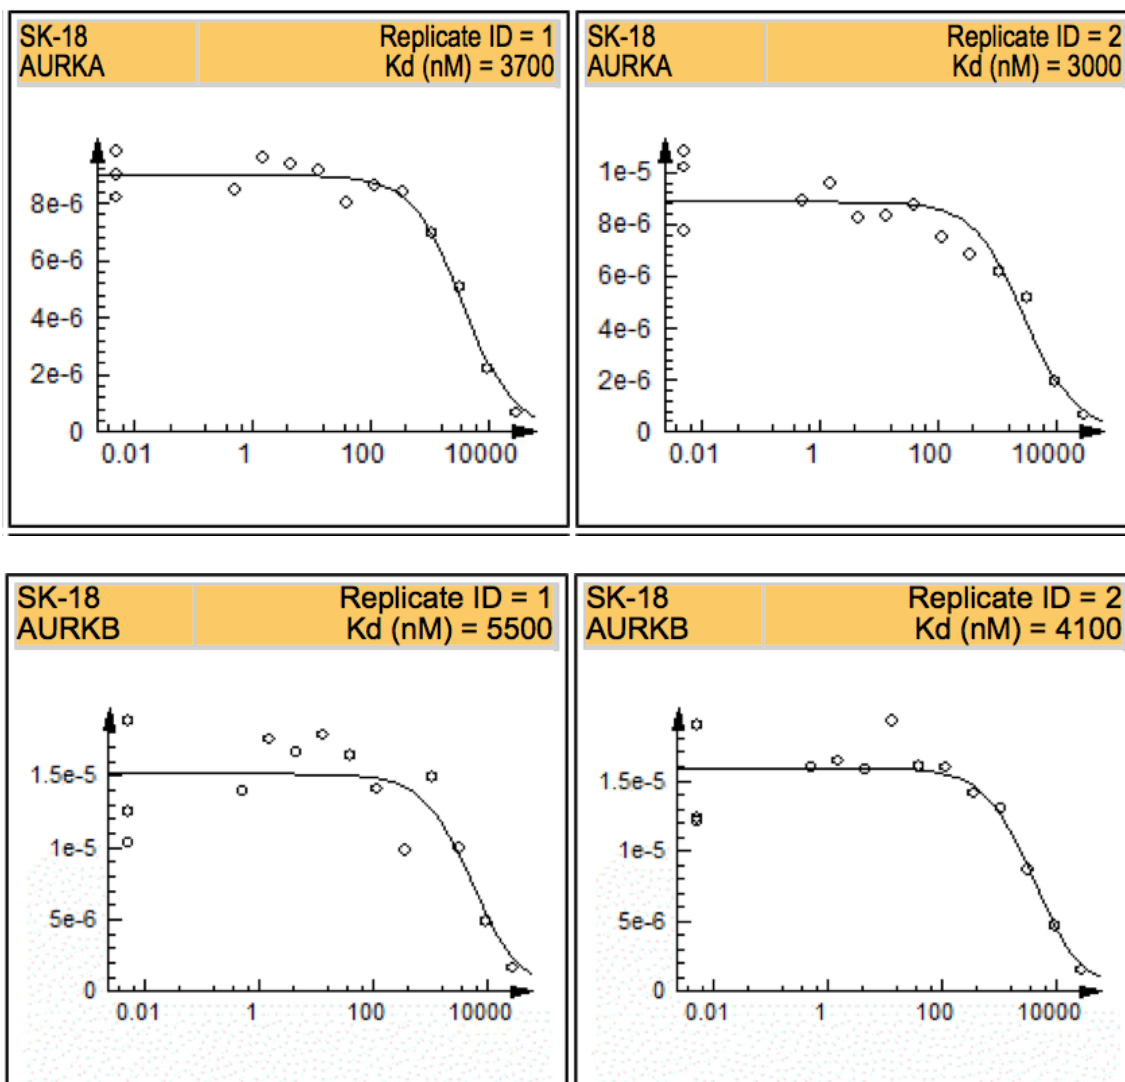 SK-18 Replicate ID = 1
AURKA Kd (nM) = 3700
8e-6
6e-6
4e-6
2e-6
0
0.01 1 100 10000
SK-18 Replicate ID = 2
AURKA Kd (nM) = 3000
1e-5
8e-6
6e-6
4e-6
2e-6
0
0.01 1 100 10000
SK-18 Replicate ID = 1
AURKB Kd (nM) = 5500
1.5e-5
1e-5
5e-6
0
0.01 1 100 10000
SK-18 Replicate ID = 2
AURKB Kd (nM) = 4100
1.5e-5
1e-5
5e-6
0
0.01 1 100 10000